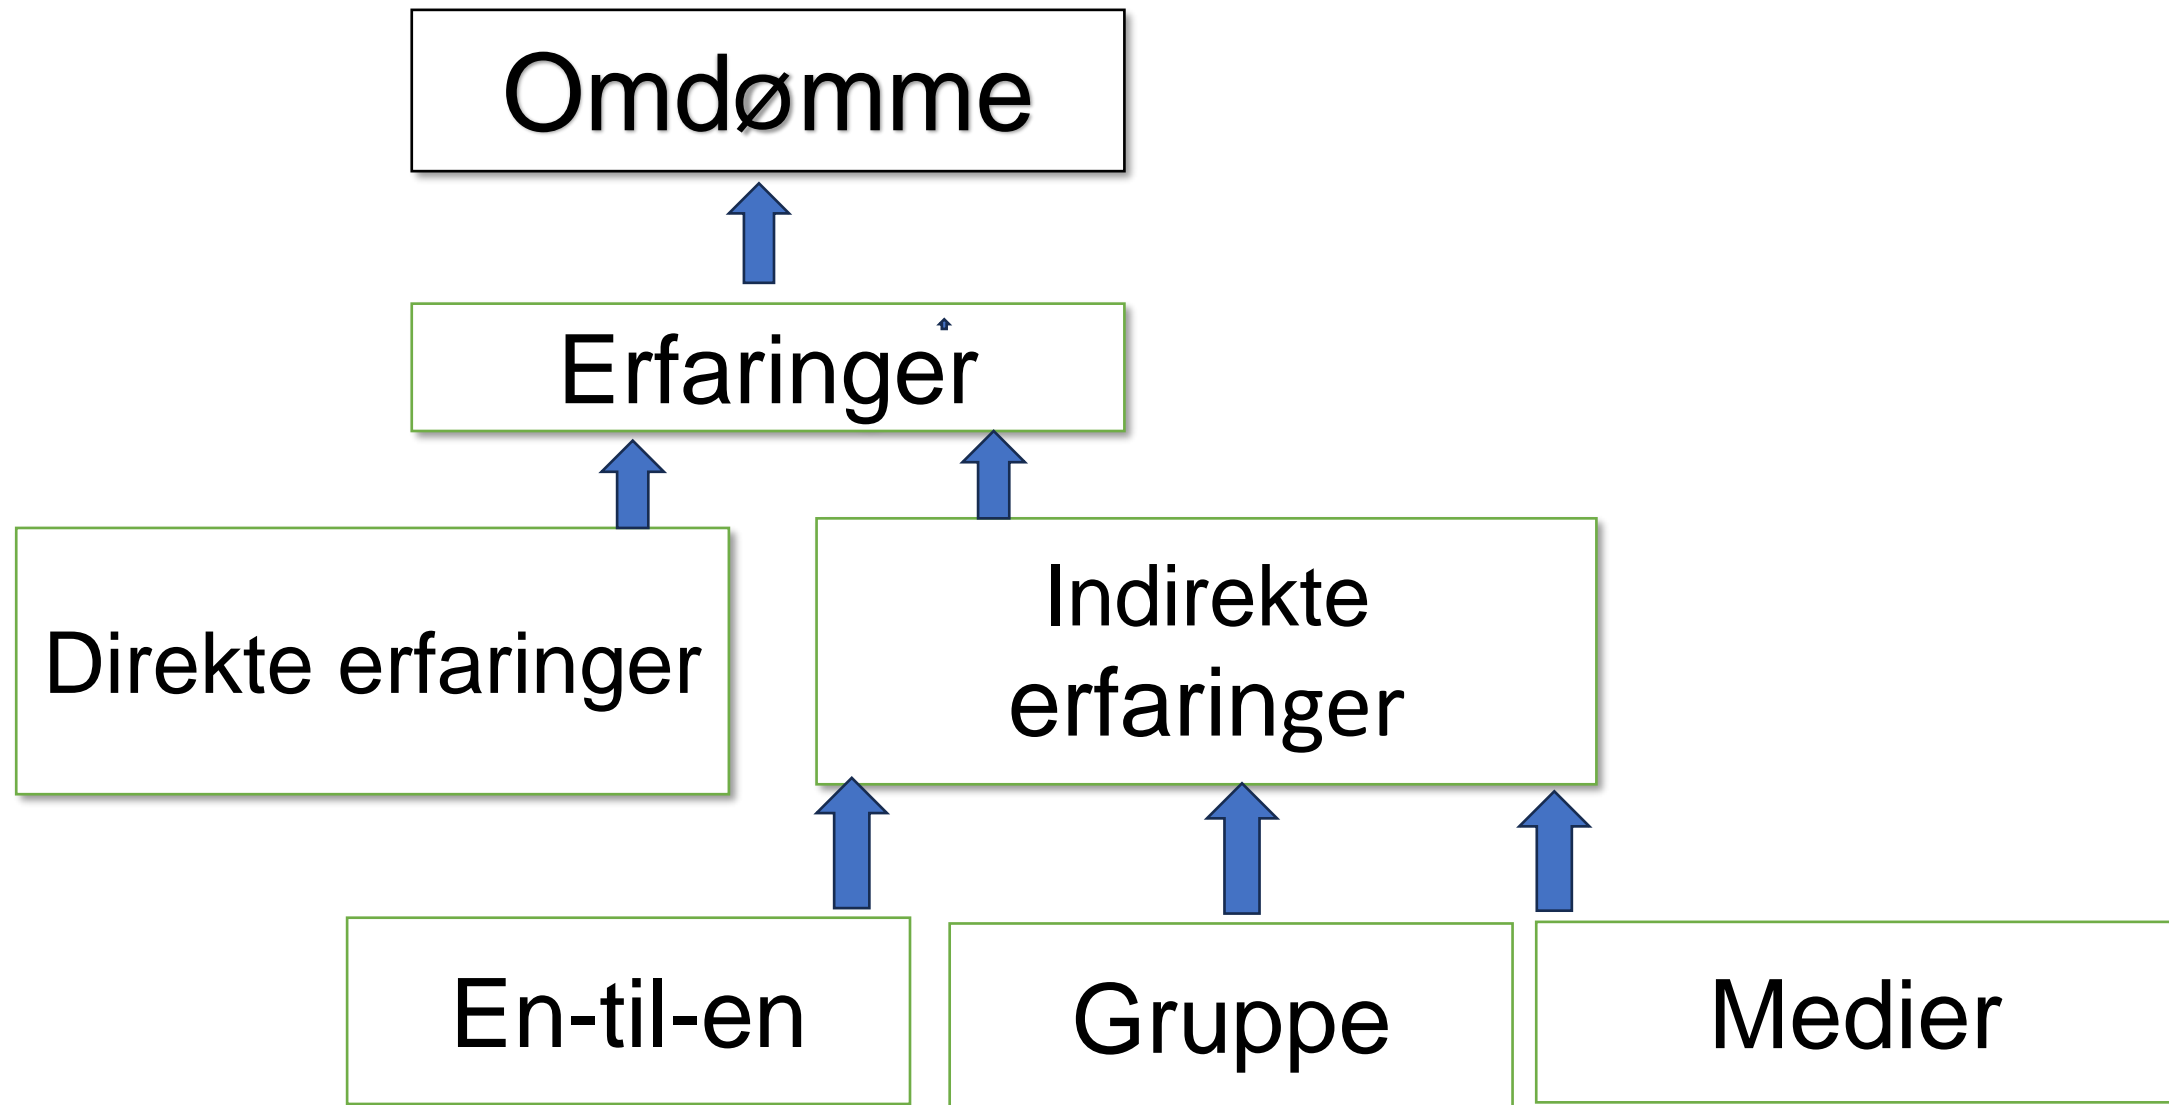 Omdømme
Erfaringer
Direkte erfaringer
Indirekte
erfaringer
En-til-en
Gruppe
Medier